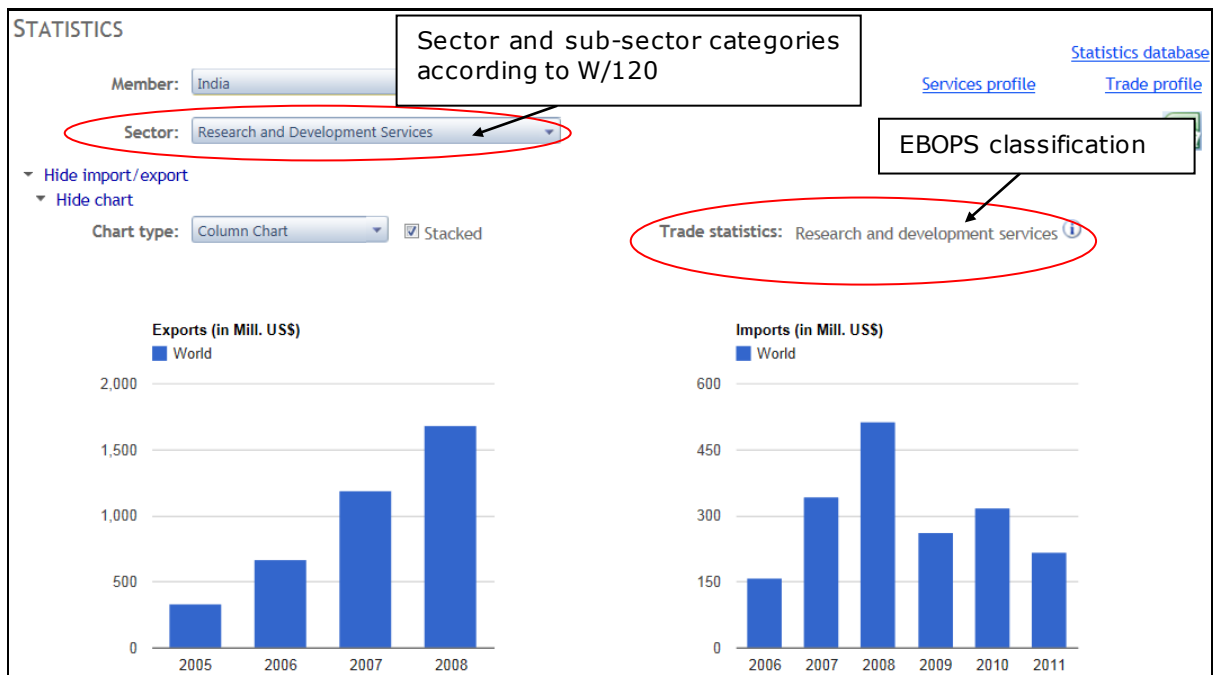 STATISTICS
Sector and sub-sector categories
according to W/120
Statistics database
Member: India
Services profile
Trade profile
Sector: Research and Development Services
EBOPS classification
Hide import/export
Hide chart
Chart type: Column Chart
Stacked
Trade statistics: Research and development services
Exports (in Mill. US$)
World
2,000
1,500
1,000
500
0
2005 2006 2007 2008
Imports (in Mill. US$)
World
600
450
300
150
0
2006 2007 2008 2009 2010 2011